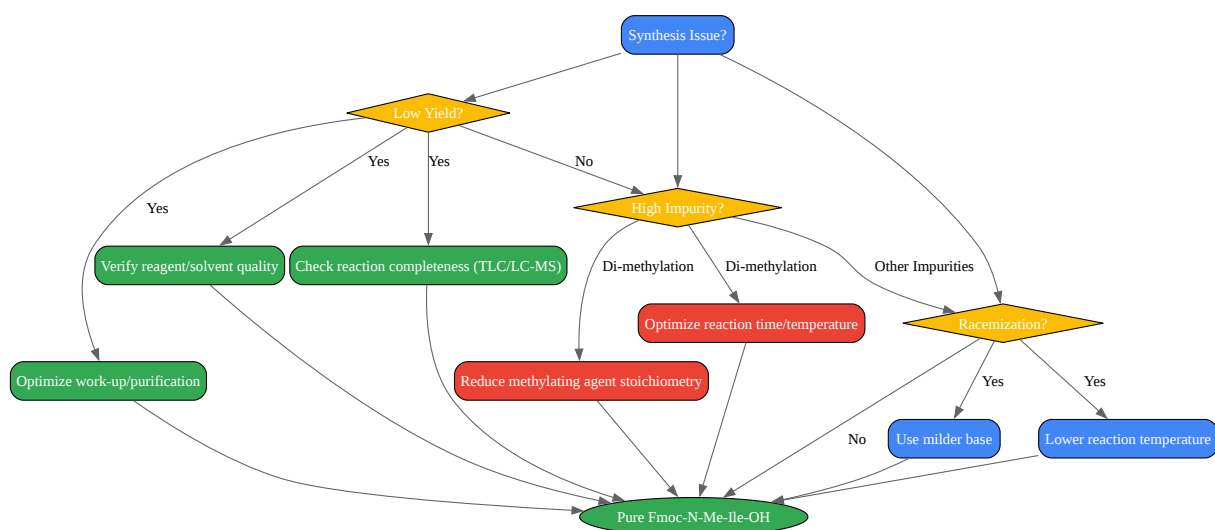 Synthesis Issue?
Low Yield?
Yes
Yes
No
Yes
High Impurity?
Verify reagent/solvent quality
Check reaction completeness (TLC/LC-MS)
Di-methylation
Di-methylation
Other Impurities
Optimize reaction time/temperature
Racemization?
Optimize work-up/purification
Reduce methylating agent stoichiometry
Yes
Yes
No
Use milder base
Lower reaction temperature
Pure Fmoc-N-Me-Ile-OH